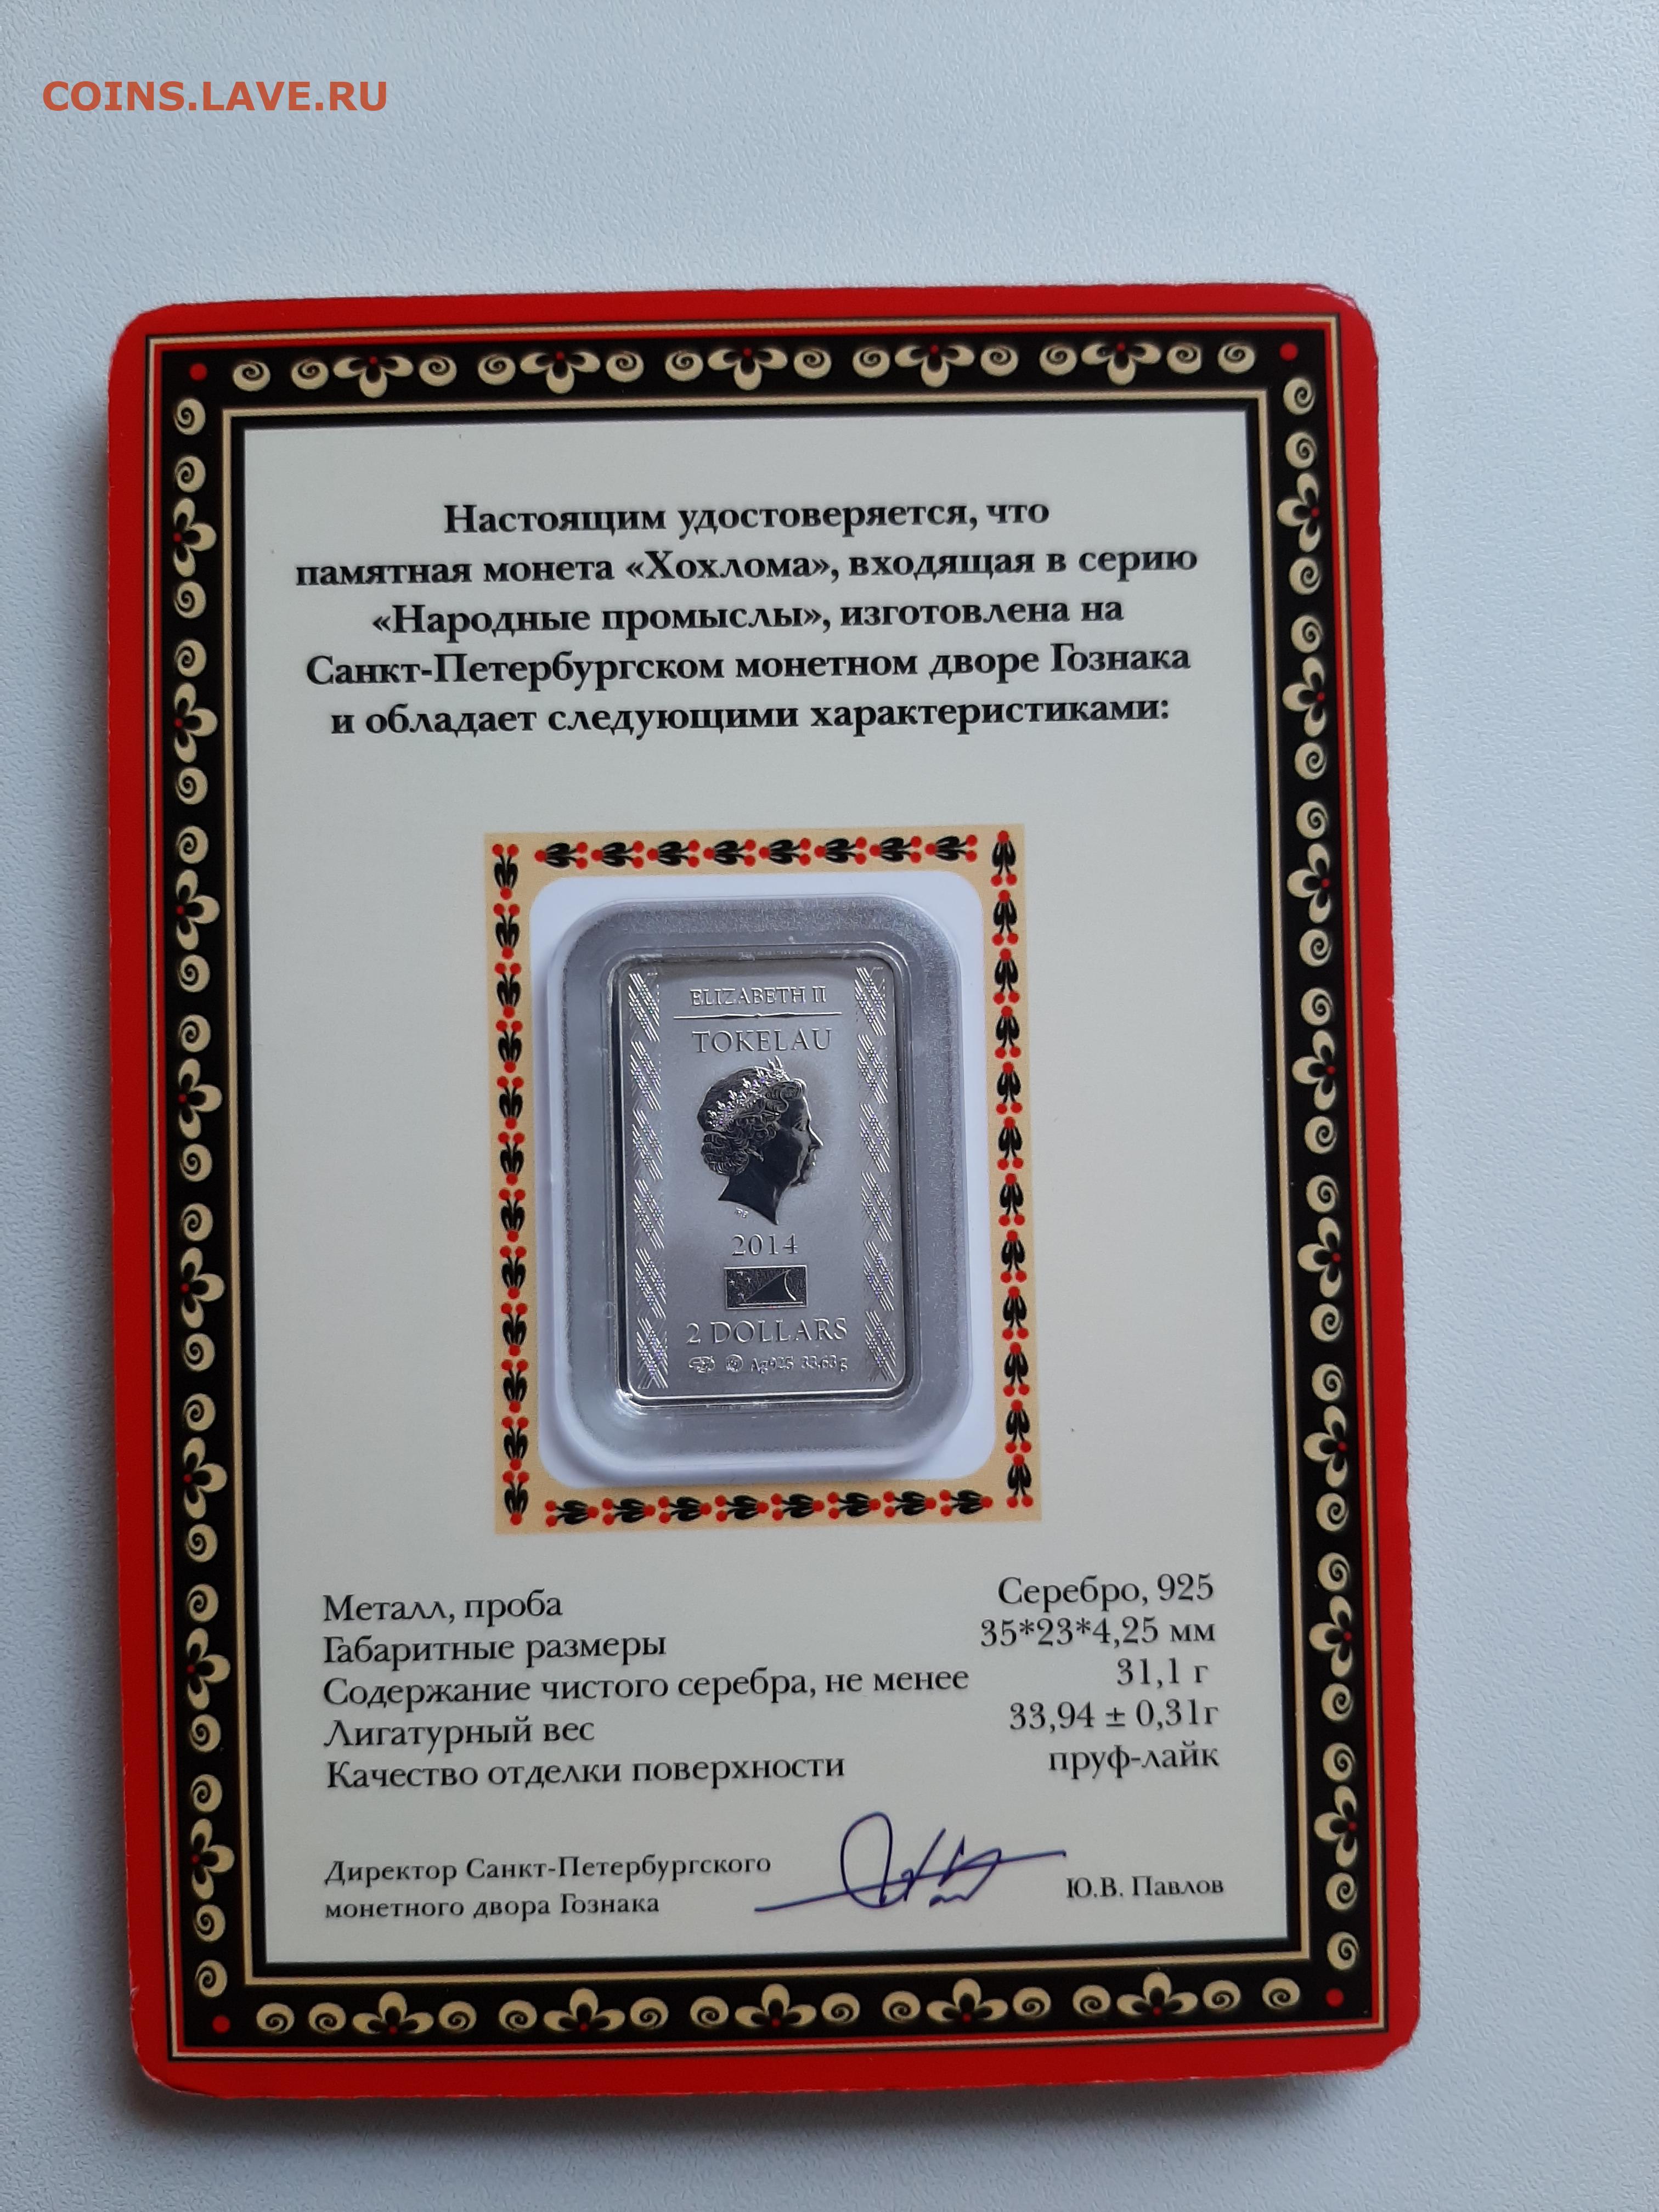 COINS.LAVE.RU
Настоящим удостоверяется, что
памятная монета «Хохлома», входящая в серию
«Народные промыслы», изготовлена на
Санкт-Петербургском монетном дворе Гознака
и обладает следующими характеристиками:
ELIZABETH II
TOKELAU
2014
2 DOLLARS
Ag925 33,63g
Металл, проба Серебро, 925
Габаритные размеры 35*23*4,25 мм
Содержание чистого серебра, не менее 31,1 г
Лигатурный вес 33,94 ± 0,31г
Качество отделки поверхности пруф-лайк
Директор Санкт-Петербургского
монетного двора Гознака Ю.В. Павлов